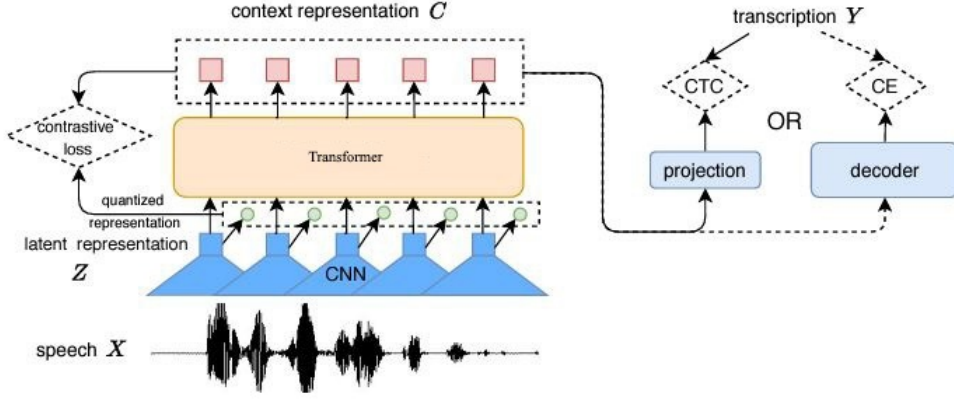 context representation C
transcription Y
contrastive
loss
CTC
CE
OR
Transformer
projection
decoder
quantized
representation
latent representation
Z
CNN
speech X